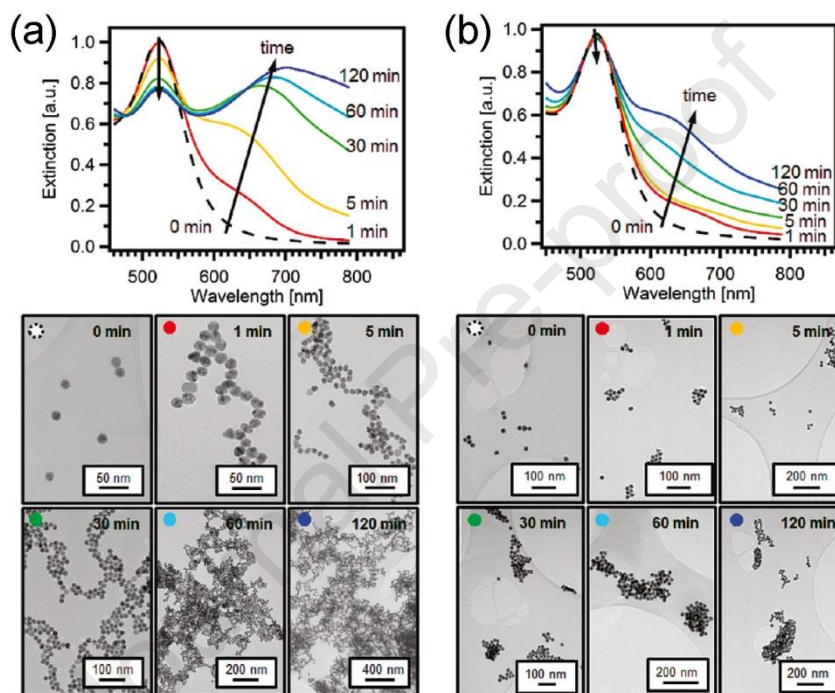 (a)
1.0
0.8
0.6
0.4
0.2
0.0
Extinction [a.u.]
time
120 min
60 min
30 min
5 min
0 min
1 min
500
600
700
800
Wavelength [nm]
(b)
1.0
0.8
0.6
0.4
0.2
0.0
Extinction [a.u.]
time
120 min
60 min
30 min
5 min
0 min
1 min
500
600
700
800
Wavelength [nm]
0 min
50 nm
1 min
50 nm
5 min
100 nm
0 min
100 nm
1 min
100 nm
5 min
200 nm
30 min
100 nm
60 min
200 nm
120 min
400 nm
30 min
100 nm
60 min
200 nm
120 min
200 nm
Pre-proof